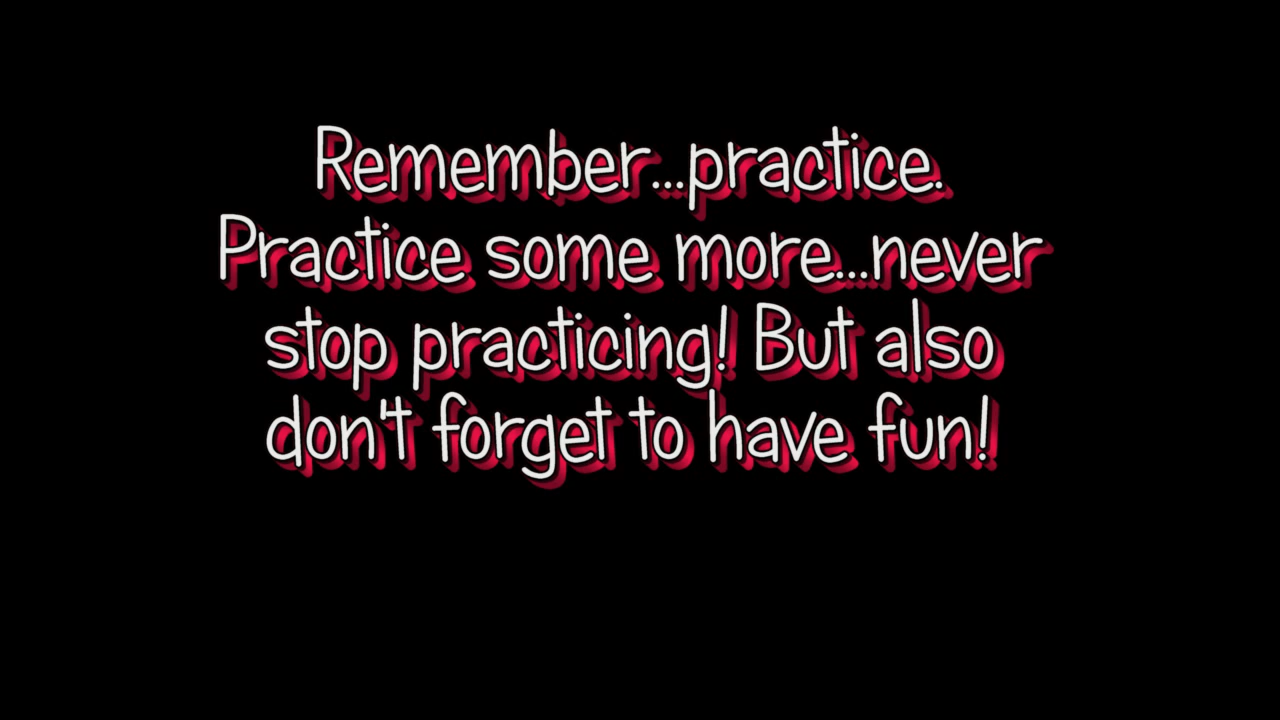 Remember...practice.
Practice some more...never
stop practicing! But also
don't forget to have fun!